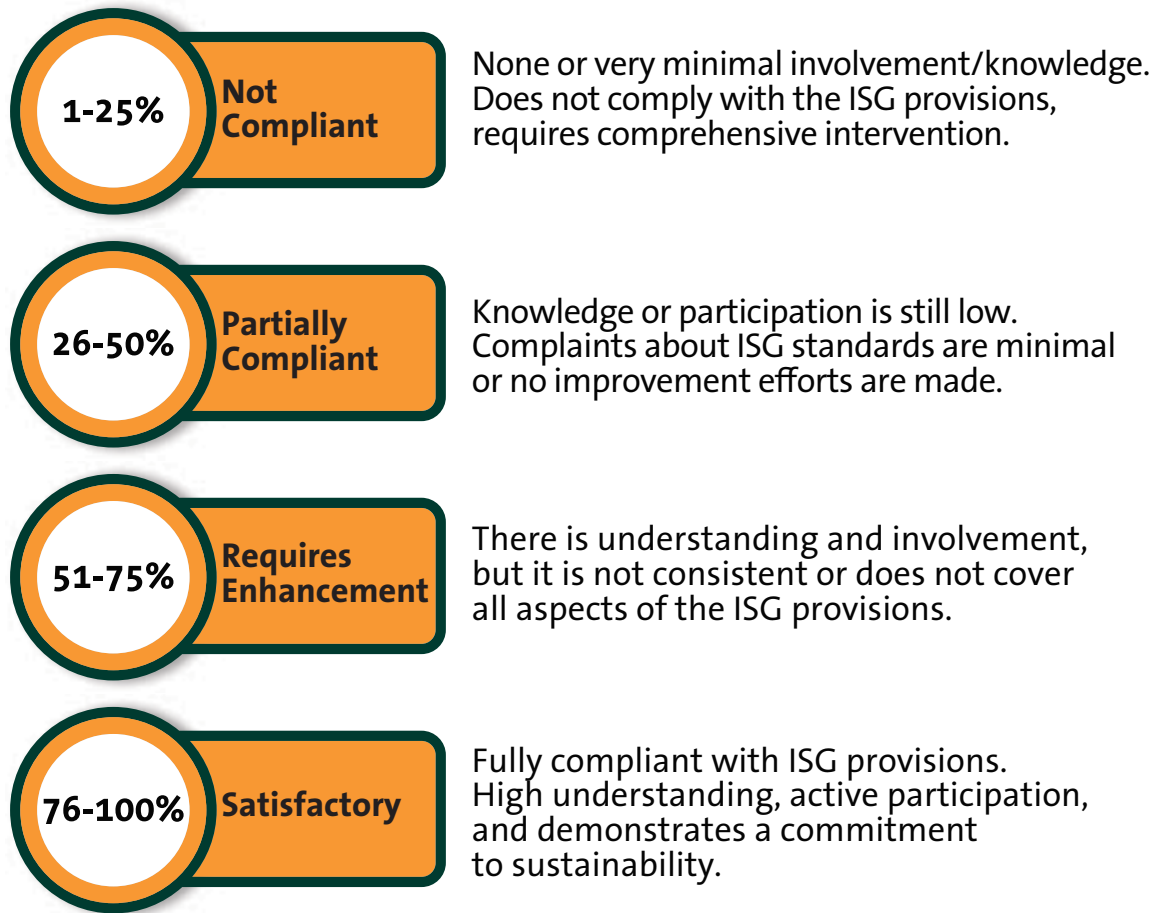 1-25%
Not
Compliant
None or very minimal involvement/knowledge.
Does not comply with the ISG provisions,
requires comprehensive intervention.
26-50%
Partially
Compliant
Knowledge or participation is still low.
Complaints about ISG standards are minimal
or no improvement efforts are made.
51-75%
Requires
Enhancement
There is understanding and involvement,
but it is not consistent or does not cover
all aspects of the ISG provisions.
76-100%
Satisfactory
Fully compliant with ISG provisions.
High understanding, active participation,
and demonstrates a commitment
to sustainability.